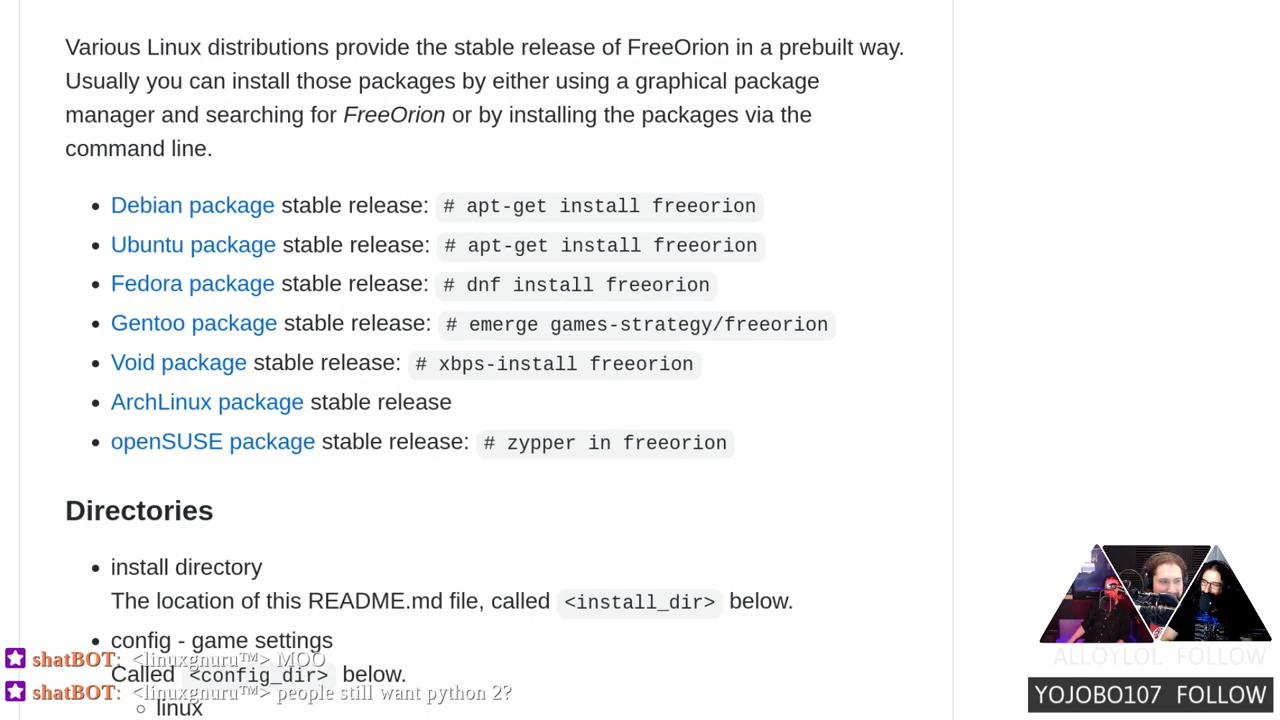 Various Linux distributions provide the stable release of FreeOrion in a prebuilt way.
Usually you can install those packages by either using a graphical package
manager and searching for FreeOrion or by installing the packages via the
command line.
• Debian package stable release: # apt-get install freeorion
• Ubuntu package stable release: # apt-get install freeorion
• Fedora package stable release: # dnf install freeorion
• Gentoo package stable release: # emerge games-strategy/freeorion
• Void package stable release: # xbps-install freeorion
• ArchLinux package stable release
• openSUSE package stable release: # zypper in freeorion
Directories
• install directory
The location of this README.md file, called <install_dir> below.
• config - game settings
shatBOT: <linuxgnuru™> MOO
Called <config_dir> below.
shatBOT: <linuxgnuru™> people still want python 2?
◦ linux
ALLOYLOL FOLLOW
YOJOBO107 FOLLOW